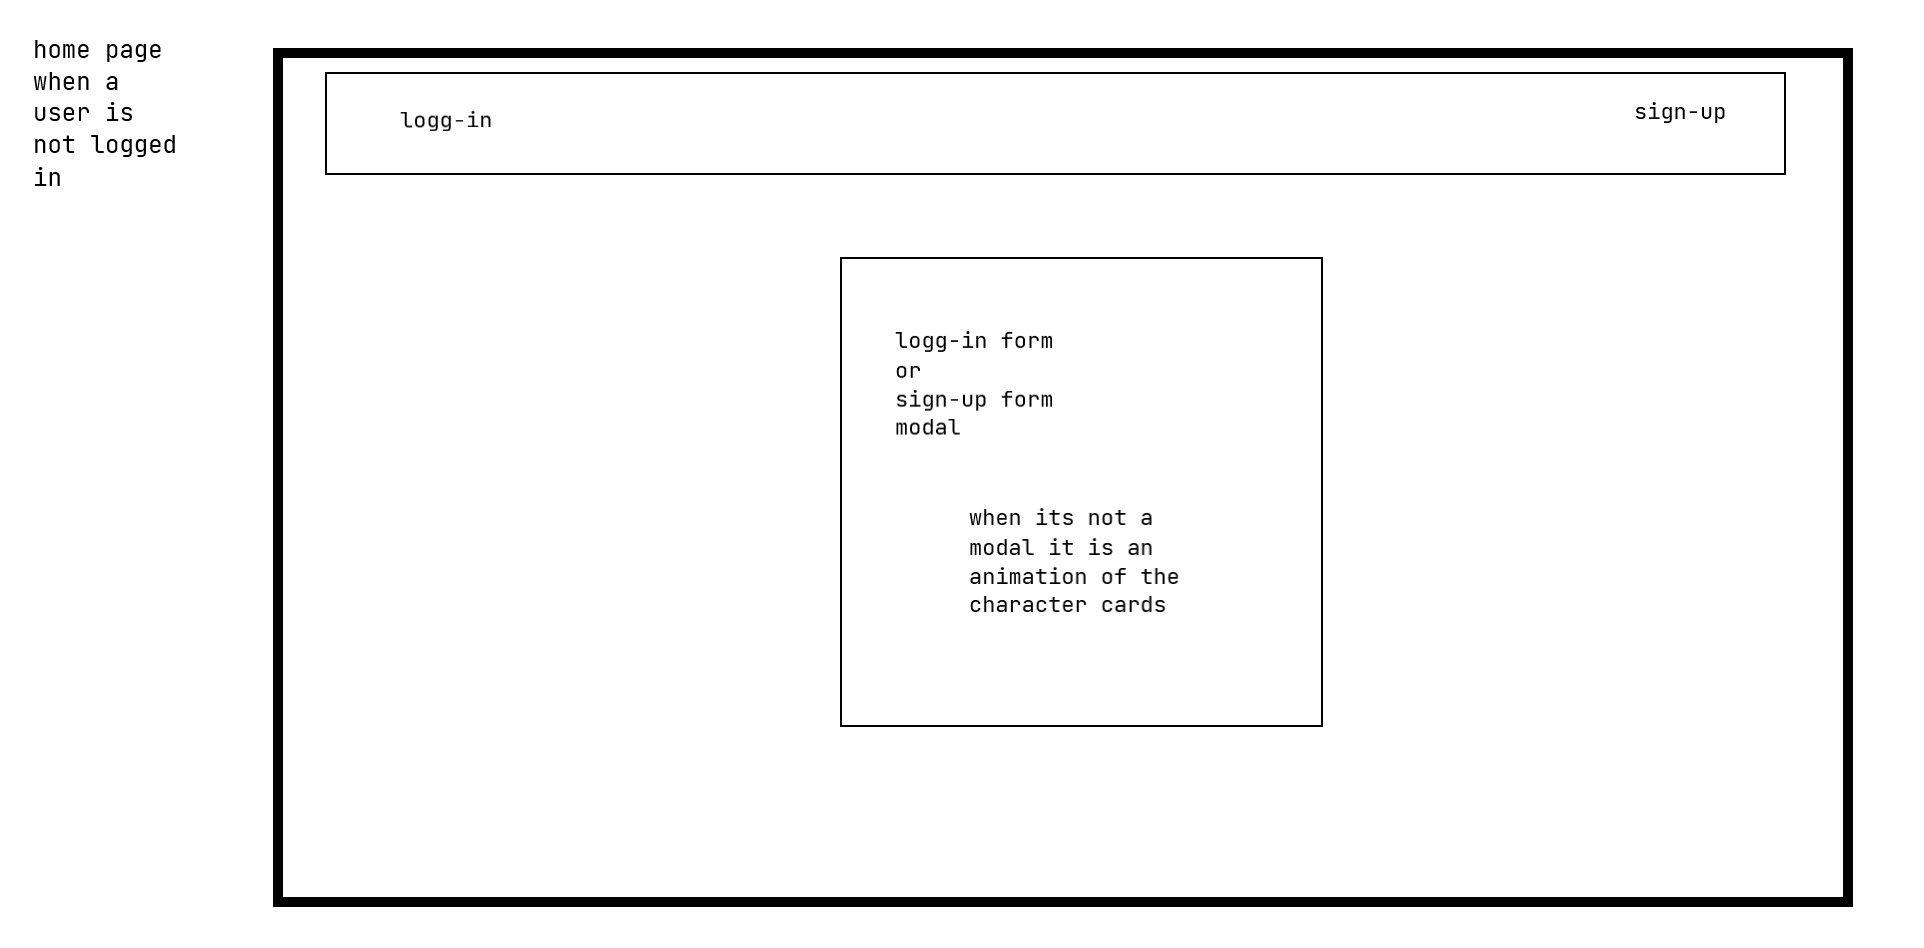 home page
when a
user is
not logged
in
logg-in
sign-up
logg-in form
or
sign-up form
modal
when its not a
modal it is an
animation of the
character cards